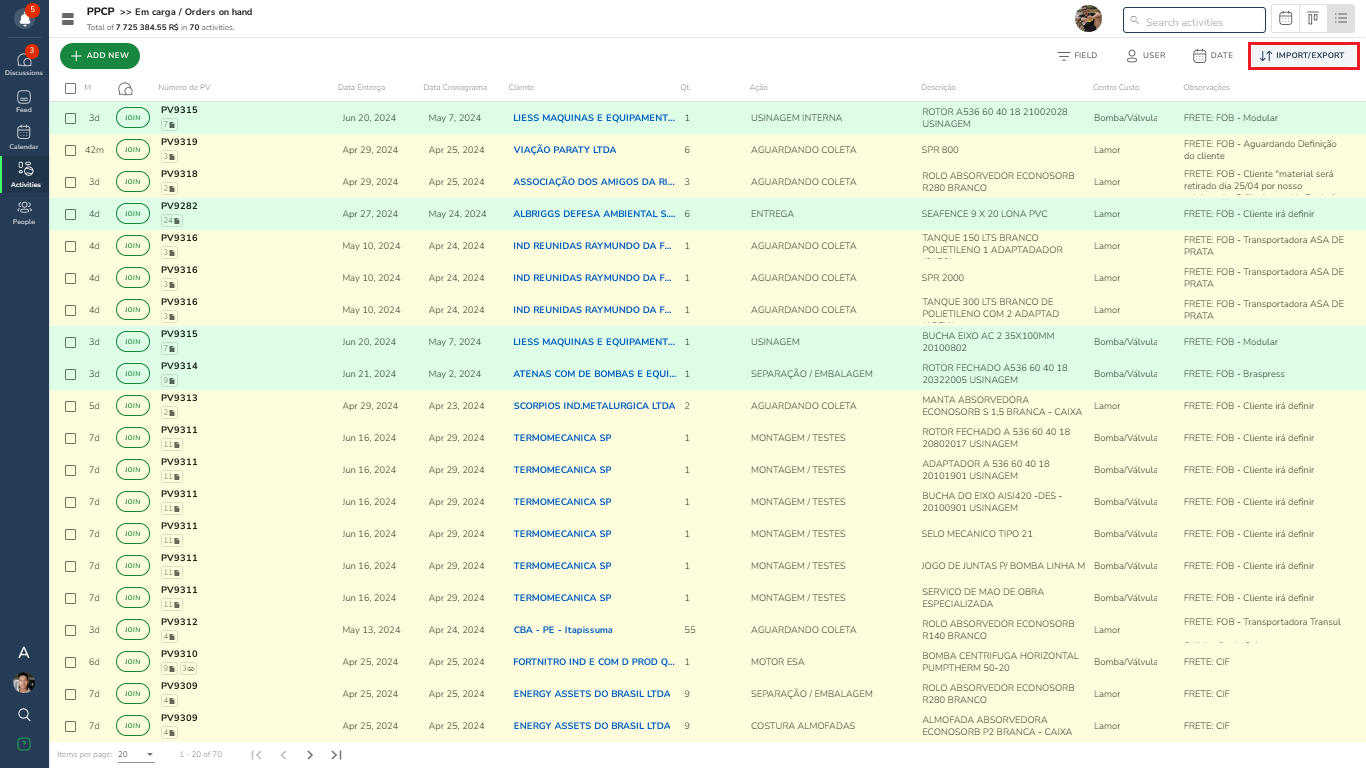 5
PPCP >> Em carga / Orders on hand
Total of 7 725 384.55 R$ in 70 activities.
Search activities
3
Discussions
Feed
Calendar
Activities
People
A
?
ADD NEW
FIELD USER DATE IMPORT/EXPORT
M Número de PV Data Entrega Data Cronograma Cliente Qt. Ação Descrição Centro Custo Observações
3d JOIN PV9315 7 Jun 20, 2024 May 7, 2024 LIESS MAQUINAS E EQUIPAMENT... 1 USINAGEM INTERNA ROTOR A536 60 40 18 21002028 USINAGEM Bomba/Válvula FRETE: FOB - Modular
42m JOIN PV9319 3 Apr 29, 2024 Apr 25, 2024 VIAÇÃO PARATY LTDA 6 AGUARDANDO COLETA SPR 800 Lamor FRETE: FOB - Aguardando Definição do cliente
3d JOIN PV9318 2 Apr 29, 2024 Apr 25, 2024 ASSOCIAÇÃO DOS AMIGOS DA RI... 3 AGUARDANDO COLETA ROLO ABSORVEDOR ECONOSORB R280 BRANCO Lamor FRETE: FOB - Cliente "material será retirado dia 25/04 por nosso
4d JOIN PV9282 24 Apr 27, 2024 May 24, 2024 ALBRIGGS DEFESA AMBIENTAL S.... 6 ENTREGA SEAFENCE 9 X 20 LONA PVC Lamor FRETE: FOB - Cliente irá definir
4d JOIN PV9316 3 May 10, 2024 Apr 24, 2024 IND REUNIDAS RAYMUNDO DA F... 1 AGUARDANDO COLETA TANQUE 150 LTS BRANCO POLIETILENO 1 ADAPTADADOR Lamor FRETE: FOB - Transportadora ASA DE PRATA
4d JOIN PV9316 3 May 10, 2024 Apr 24, 2024 IND REUNIDAS RAYMUNDO DA F... 1 AGUARDANDO COLETA SPR 2000 Lamor FRETE: FOB - Transportadora ASA DE PRATA
4d JOIN PV9316 3 May 10, 2024 Apr 24, 2024 IND REUNIDAS RAYMUNDO DA F... 1 AGUARDANDO COLETA TANQUE 300 LTS BRANCO DE POLIETILENO COM 2 ADAPTAD Lamor FRETE: FOB - Transportadora ASA DE PRATA
3d JOIN PV9315 7 Jun 20, 2024 May 7, 2024 LIESS MAQUINAS E EQUIPAMENT... 1 USINAGEM BUCHA EIXO AC 2 35X100MM 20100802 Bomba/Válvula FRETE: FOB - Modular
3d JOIN PV9314 9 Jun 21, 2024 May 2, 2024 ATENAS COM DE BOMBAS E EQUI... 1 SEPARAÇÃO / EMBALAGEM ROTOR FECHADO A536 60 40 18 20322005 USINAGEM Bomba/Válvula FRETE: FOB - Braspress
5d JOIN PV9313 2 Apr 29, 2024 Apr 23, 2024 SCORPIOS IND.METALURGICA LTDA 2 AGUARDANDO COLETA MANTA ABSORVEDORA ECONOSORB S 1,5 BRANCA - CAIXA Lamor FRETE: FOB - Cliente irá definir
7d JOIN PV9311 11 Jun 16, 2024 Apr 29, 2024 TERMOMECANICA SP 1 MONTAGEM / TESTES ROTOR FECHADO A 536 60 40 18 20802017 USINAGEM Bomba/Válvula FRETE: FOB - Cliente irá definir
7d JOIN PV9311 11 Jun 16, 2024 Apr 29, 2024 TERMOMECANICA SP 1 MONTAGEM / TESTES ADAPTADOR A 536 60 40 18 20101901 USINAGEM Bomba/Válvula FRETE: FOB - Cliente irá definir
7d JOIN PV9311 11 Jun 16, 2024 Apr 29, 2024 TERMOMECANICA SP 1 MONTAGEM / TESTES BUCHA DO EIXO AISI420 -DES - 20100901 USINAGEM Bomba/Válvula FRETE: FOB - Cliente irá definir
7d JOIN PV9311 11 Jun 16, 2024 Apr 29, 2024 TERMOMECANICA SP 1 MONTAGEM / TESTES SELO MECANICO TIPO 21 Bomba/Válvula FRETE: FOB - Cliente irá definir
7d JOIN PV9311 11 Jun 16, 2024 Apr 29, 2024 TERMOMECANICA SP 1 MONTAGEM / TESTES JOGO DE JUNTAS P/ BOMBA LINHA M Bomba/Válvula FRETE: FOB - Cliente irá definir
7d JOIN PV9311 11 Jun 16, 2024 Apr 29, 2024 TERMOMECANICA SP 1 MONTAGEM / TESTES SERVICO DE MAO DE OBRA ESPECIALIZADA Bomba/Válvula FRETE: FOB - Cliente irá definir
3d JOIN PV9312 4 May 13, 2024 Apr 24, 2024 CBA - PE - Itapissuma 55 AGUARDANDO COLETA ROLO ABSORVEDOR ECONOSORB R140 BRANCO Lamor FRETE: FOB - Transportadora Transul
6d JOIN PV9310 9 3 Apr 25, 2024 Apr 25, 2024 FORTNITRO IND E COM D PROD Q... 1 MOTOR ESA BOMBA CENTRIFUGA HORIZONTAL PUMPTHERM 50-20 Bomba/Válvula FRETE: CIF
7d JOIN PV9309 4 Apr 25, 2024 Apr 25, 2024 ENERGY ASSETS DO BRASIL LTDA 9 SEPARAÇÃO / EMBALAGEM ROLO ABSORVEDOR ECONOSORB R280 BRANCO Lamor FRETE: CIF
7d JOIN PV9309 4 Apr 25, 2024 Apr 25, 2024 ENERGY ASSETS DO BRASIL LTDA 9 COSTURA ALMOFADAS ALMOFADA ABSORVEDORA ECONOSORB P2 BRANCA - CAIXA Lamor FRETE: CIF
Items per page: 20 1 - 20 of 70